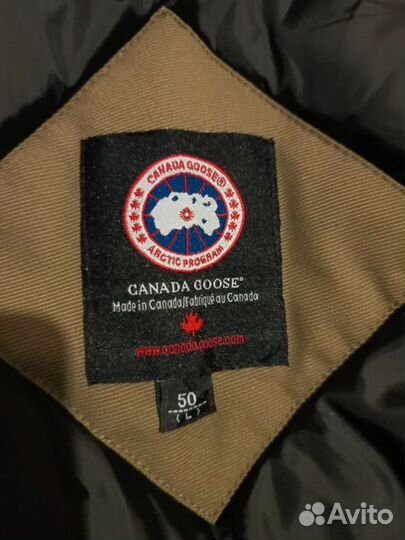 CANADA GOOSE®
ARCTIC PROGRAM
CANADA GOOSE®
Made in Canada/Fabriqué au Canada
www.canada.goose.com
50
( L )
Avito